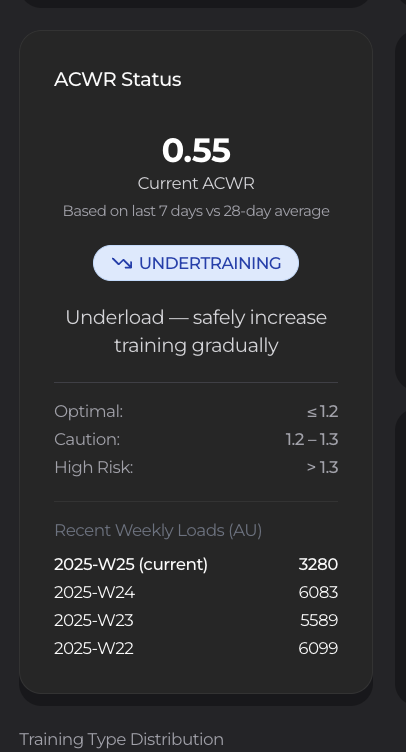 ACWR Status
0.55
Current ACWR
Based on last 7 days vs 28-day average
UNDERTRAINING
Underload — safely increase
training gradually
Optimal: ≤ 1.2
Caution: 1.2 – 1.3
High Risk: > 1.3
Recent Weekly Loads (AU)
2025-W25 (current) 3280
2025-W24 6083
2025-W23 5589
2025-W22 6099
Training Type Distribution